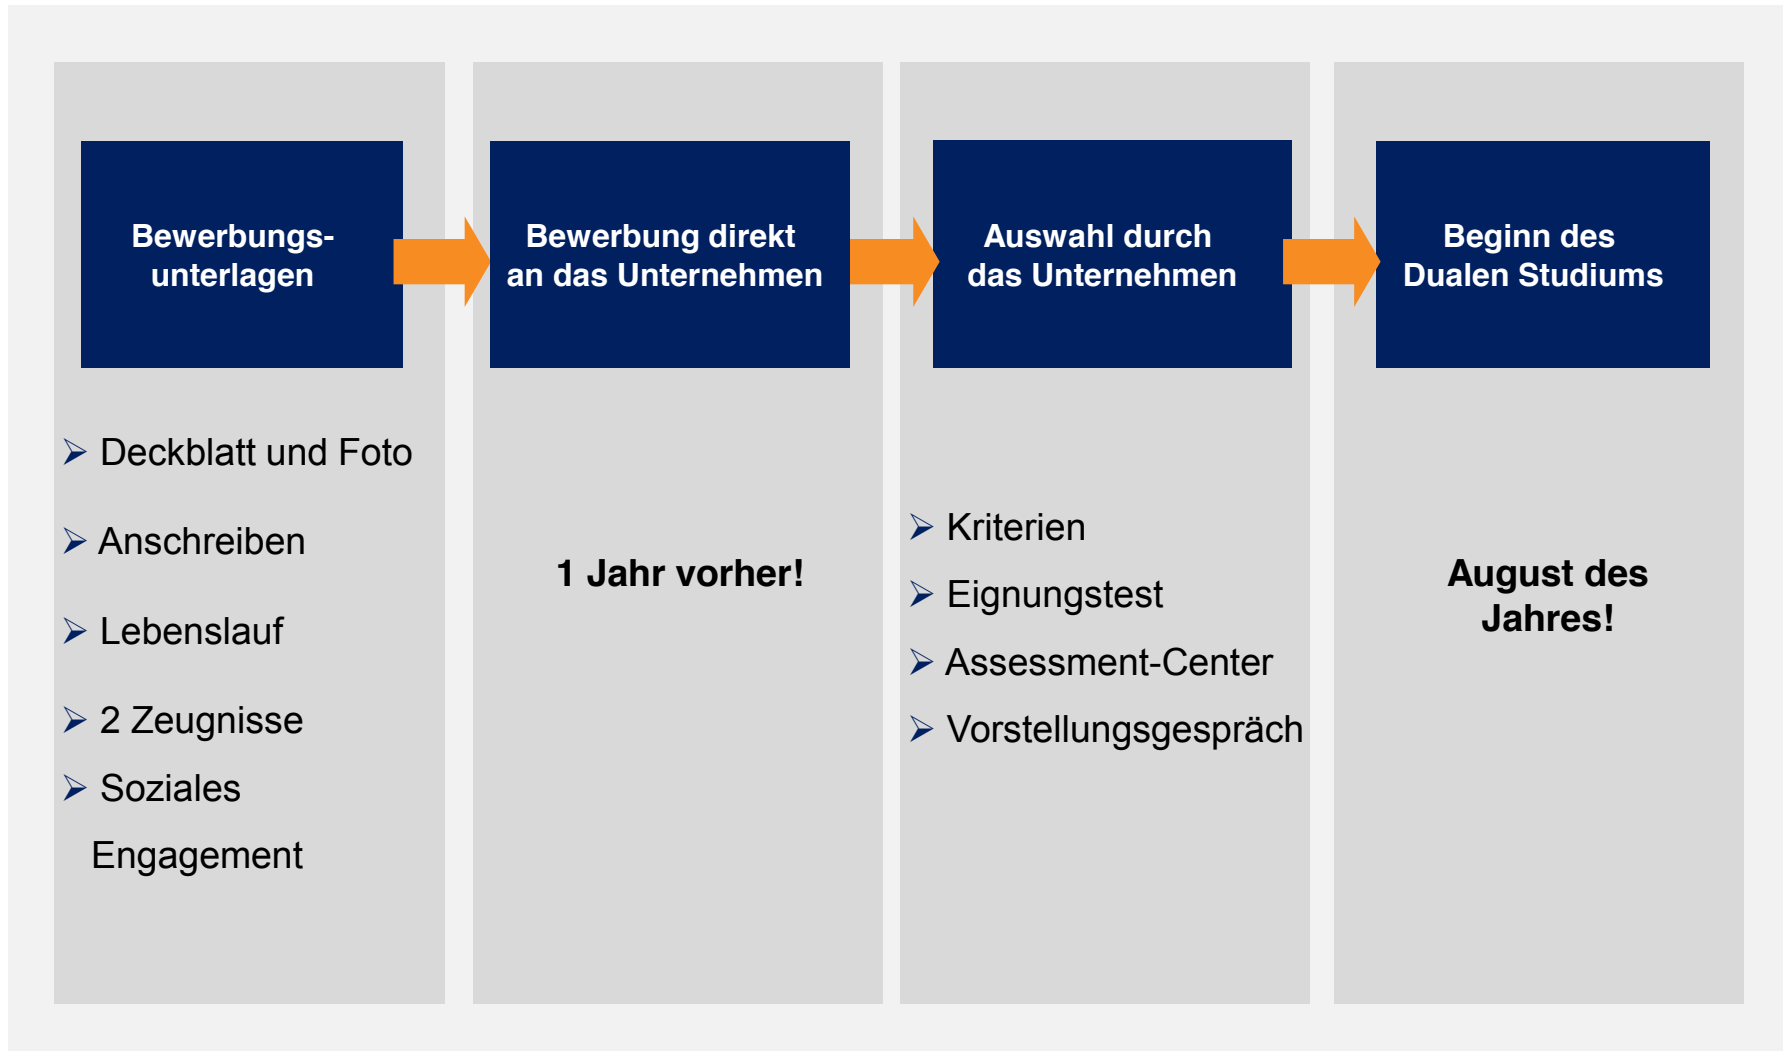 Bewerbungs-
unterlagen
➢ Deckblatt und Foto
➢ Anschreiben
➢ Lebenslauf
➢ 2 Zeugnisse
➢ Soziales
Engagement
Bewerbung direkt
an das Unternehmen
1 Jahr vorher!
Auswahl durch
das Unternehmen
➢ Kriterien
➢ Eignungstest
➢ Assessment-Center
➢ Vorstellungsgespräch
Beginn des
Dualen Studiums
August des
Jahres!